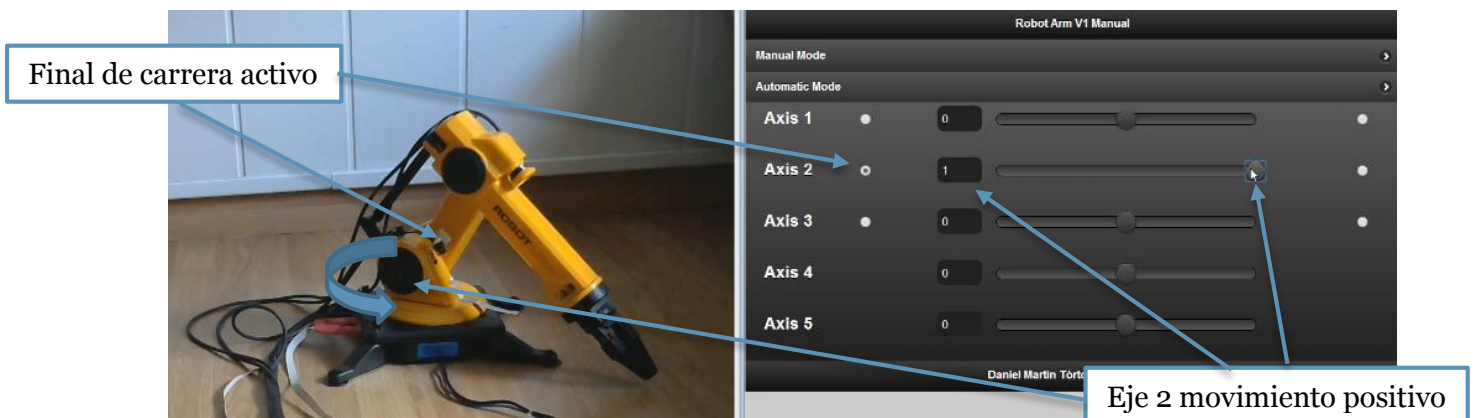 Robot Arm V1 Manual
Manual Mode
Final de carrera activo
Automatic Mode
Axis 1
0
Axis 2
1
ROBOT
Axis 3
0
Axis 4
0
Axis 5
0
Daniel Martin Tòrto
Eje 2 movimiento positivo